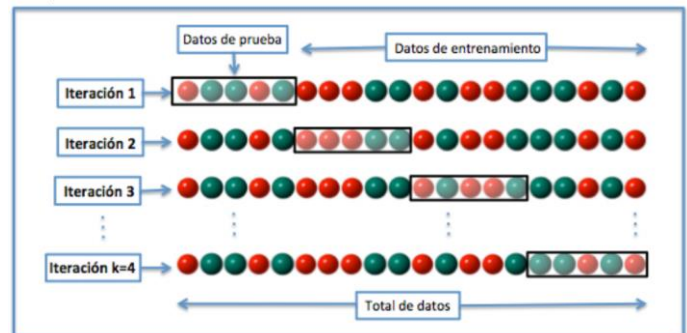 Datos de prueba
Datos de entrenamiento
Iteración 1
Iteración 2
Iteración 3
Iteración k=4
Total de datos